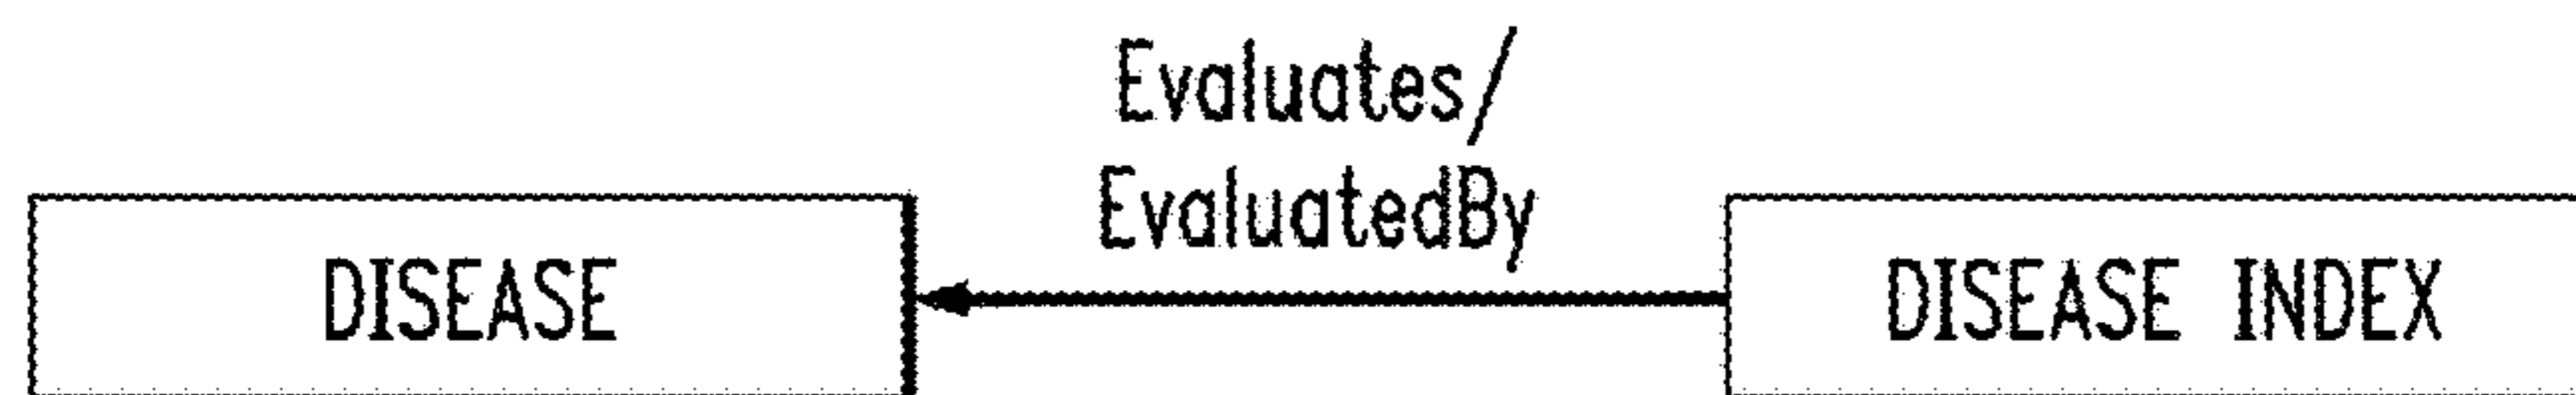 Evaluates/
EvaluatedBy
DISEASE
DISEASE INDEX